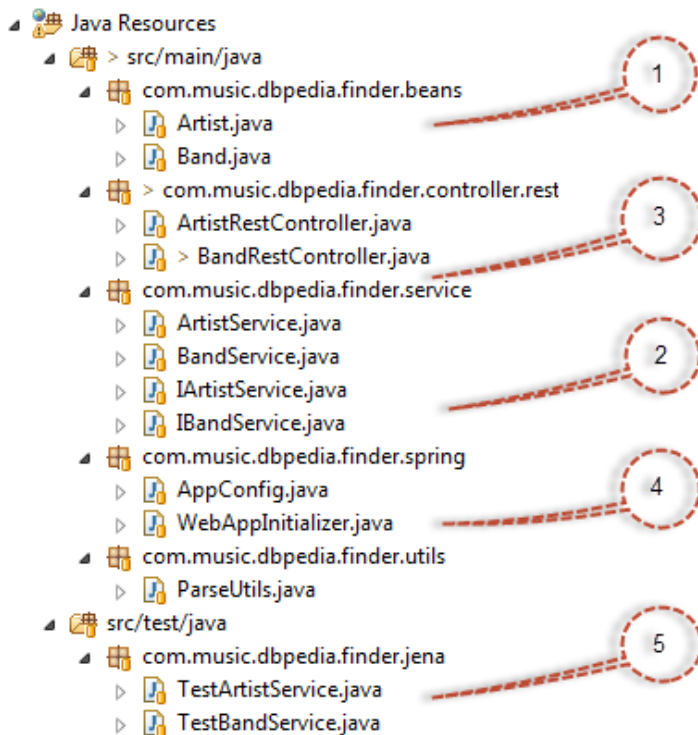 Java Resources
> src/main/java
com.music.dbpedia.finder.beans
1
Artist.java
Band.java
> com.music.dbpedia.finder.controller.rest
ArtistRestController.java
3
> BandRestController.java
com.music.dbpedia.finder.service
ArtistService.java
BandService.java
2
IArtistService.java
IBandService.java
com.music.dbpedia.finder.spring
AppConfig.java
4
WebAppInitializer.java
com.music.dbpedia.finder.utils
ParseUtils.java
src/test/java
5
com.music.dbpedia.finder.jena
TestArtistService.java
TestBandService.java